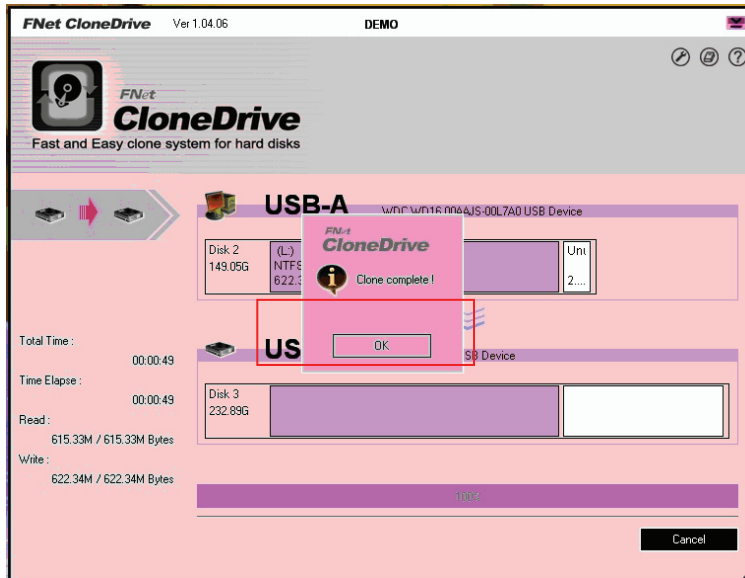 FNet CloneDrive Ver 1.04.06 DEMO
FNet
CloneDrive
Fast and Easy clone system for hard disks
USB-A WDC WD16 00AAJS-00L7A0 USB Device
Disk 2
149.05G
(L:)
NTFS
622.3
2....
FNet
CloneDrive
Clone complete !
OK
US
SB Device
Disk 3
232.89G
Total Time :
00:00:49
Time Elapse :
00:00:49
Read :
615.33M / 615.33M Bytes
Write :
622.34M / 622.34M Bytes
100%
Cancel